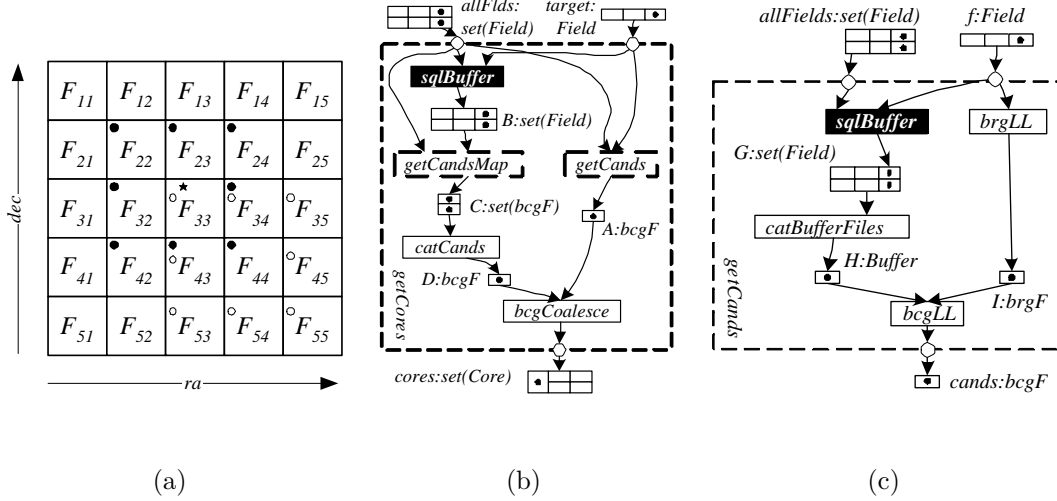 dec
F11 F12 F13 F14 F15
F21 F22 F23 F24 F25
F31 F32 F33 F34 F35
F41 F42 F43 F44 F45
F51 F52 F53 F54 F55
ra
(a)
allFlds:
set(Field)
target:
Field
sqlBuffer
B:set(Field)
getCandsMap
getCands
C:set(bcgF)
A:bcgF
catCands
D:bcgF
bcgCoalesce
getCores
cores:set(Core)
(b)
allFields:set(Field)
f:Field
sqlBuffer
brgLL
G:set(Field)
catBufferFiles
H:Buffer
I:brgF
bcgLL
getCands
cands:bcgF
(c)